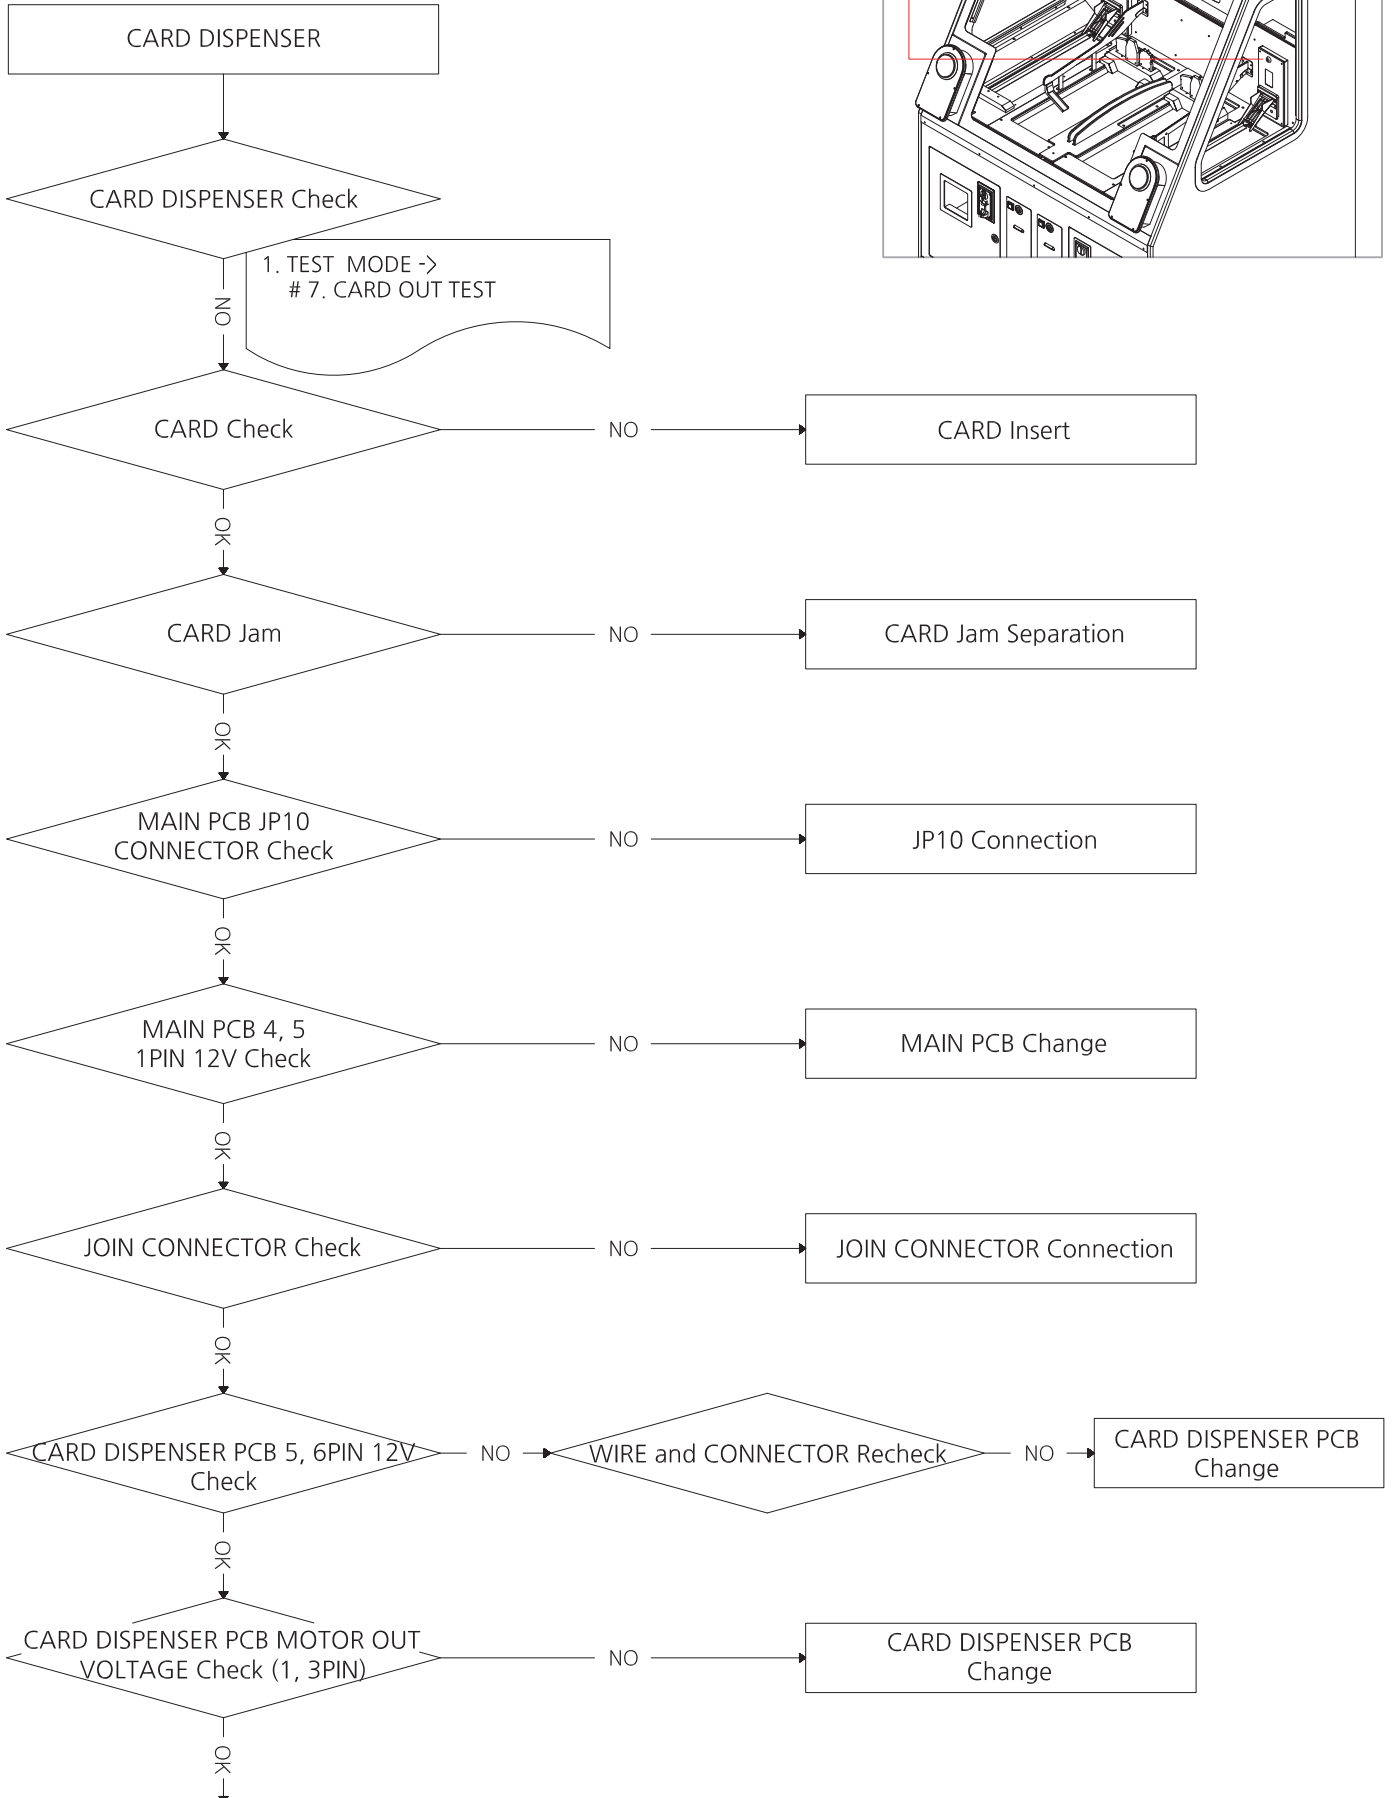 CARD DISPENSER
CARD DISPENSER Check
1. TEST  MODE ->
# 7. CARD OUT TEST
NO
CARD Check
NO
CARD Insert
OK
CARD Jam
NO
CARD Jam Separation
OK
MAIN PCB JP10
CONNECTOR Check
NO
JP10 Connection
OK
MAIN PCB 4, 5
1PIN 12V Check
NO
MAIN PCB Change
OK
JOIN CONNECTOR Check
NO
JOIN CONNECTOR Connection
OK
CARD DISPENSER PCB 5, 6PIN 12V
Check
NO
WIRE and CONNECTOR Recheck
NO
CARD DISPENSER PCB
Change
OK
CARD DISPENSER PCB MOTOR OUT
VOLTAGE Check (1, 3PIN)
NO
CARD DISPENSER PCB
Change
OK